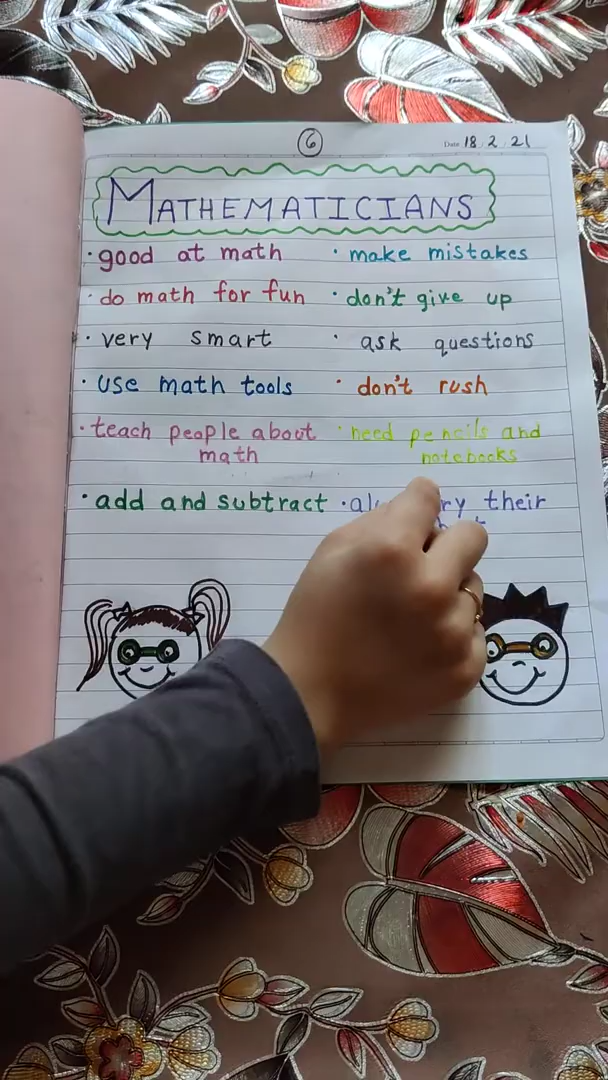 6
Date 18 2 21
MATHEMATICIANS
· good at math
· do math for fun
· very smart
· use math tools
· teach people about
math
· add and subtract
· make mistakes
· don't give up
· ask questions
· don't rush
· need pencils and
notebooks
their